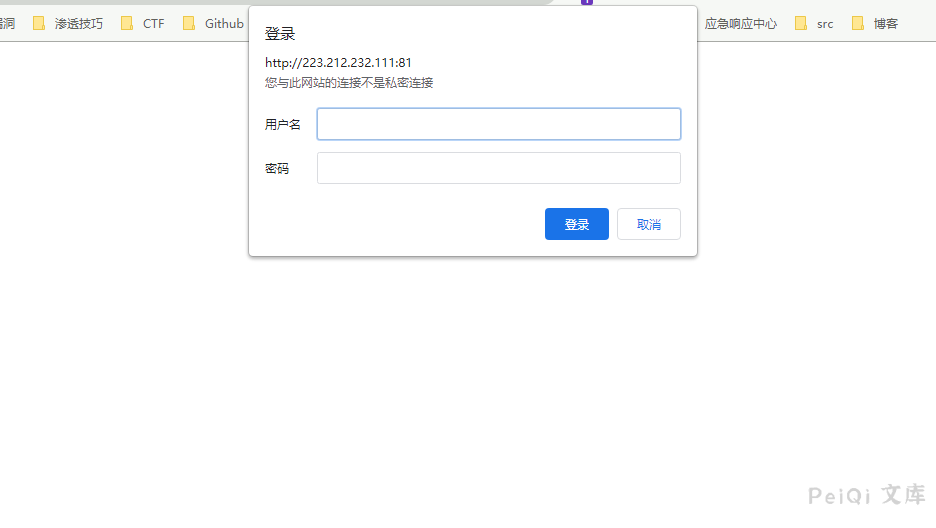 渗透技巧 CTF Github 应急响应中心 src 博客
登录
http://223.212.232.111:81
您与此网站的连接不是私密连接
用户名
密码
登录 取消
PeiQi 文库